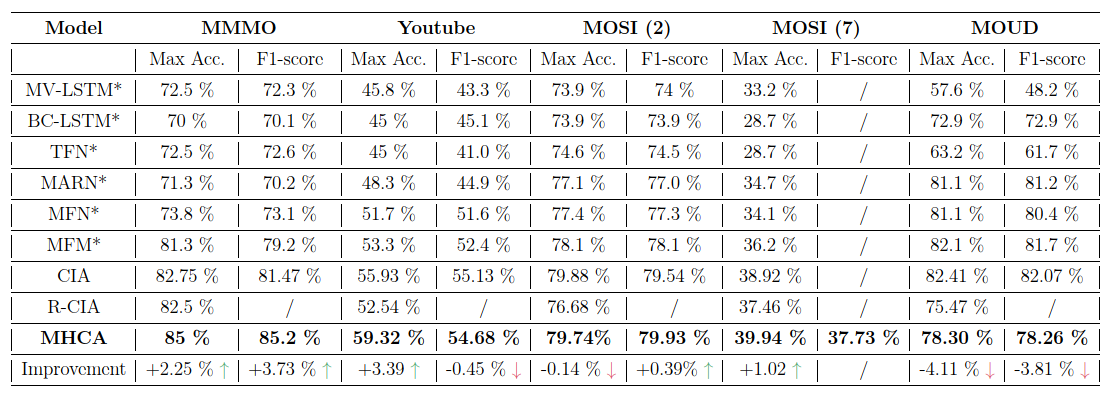 Model MMMO Youtube MOSI (2) MOSI (7) MOUD
Max Acc. F1-score Max Acc. F1-score Max Acc. F1-score Max Acc. F1-score Max Acc. F1-score
MV-LSTM* 72.5 % 72.3 % 45.8 % 43.3 % 73.9 % 74 % 33.2 % / 57.6 % 48.2 %
BC-LSTM* 70 % 70.1 % 45 % 45.1 % 73.9 % 73.9 % 28.7 % / 72.9 % 72.9 %
TFN* 72.5 % 72.6 % 45 % 41.0 % 74.6 % 74.5 % 28.7 % / 63.2 % 61.7 %
MARN* 71.3 % 70.2 % 48.3 % 44.9 % 77.1 % 77.0 % 34.7 % / 81.1 % 81.2 %
MFN* 73.8 % 73.1 % 51.7 % 51.6 % 77.4 % 77.3 % 34.1 % / 81.1 % 80.4 %
MFM* 81.3 % 79.2 % 53.3 % 52.4 % 78.1 % 78.1 % 36.2 % / 82.1 % 81.7 %
CIA 82.75 % 81.47 % 55.93 % 55.13 % 79.88 % 79.54 % 38.92 % / 82.41 % 82.07 %
R-CIA 82.5 % / 52.54 % / 76.68 % / 37.46 % / 75.47 % /
MHCA 85 % 85.2 % 59.32 % 54.68 % 79.74% 79.93 % 39.94 % 37.73 % 78.30 % 78.26 %
Improvement +2.25 % ↑ +3.73 % ↑ +3.39 ↑ -0.45 % ↓ -0.14 % ↓ +0.39% ↑ +1.02 ↑ / -4.11 % ↓ -3.81 % ↓